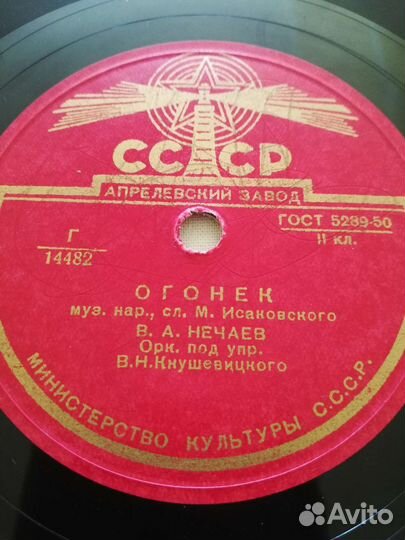 СССР
АПРЕЛЕВСКИЙ ЗАВОД
ГОСТ 5289-50
II кл.
Г
14482
ОГОНЕК
муз. нар., сл. М. Исаковского
В. А. НЕЧАЕВ
Орк. под упр.
В.Н.Кнушевицкого
МИНИСТЕРСТВО КУЛЬТУРЫ С.С.С.Р.
Avito